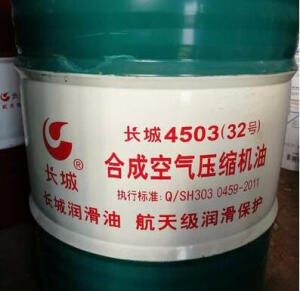 长城4503(32号)
合成空气压缩机油
执行标准:Q/SH303 0459-2011
®
长城
长城润滑油 航天级润滑保护